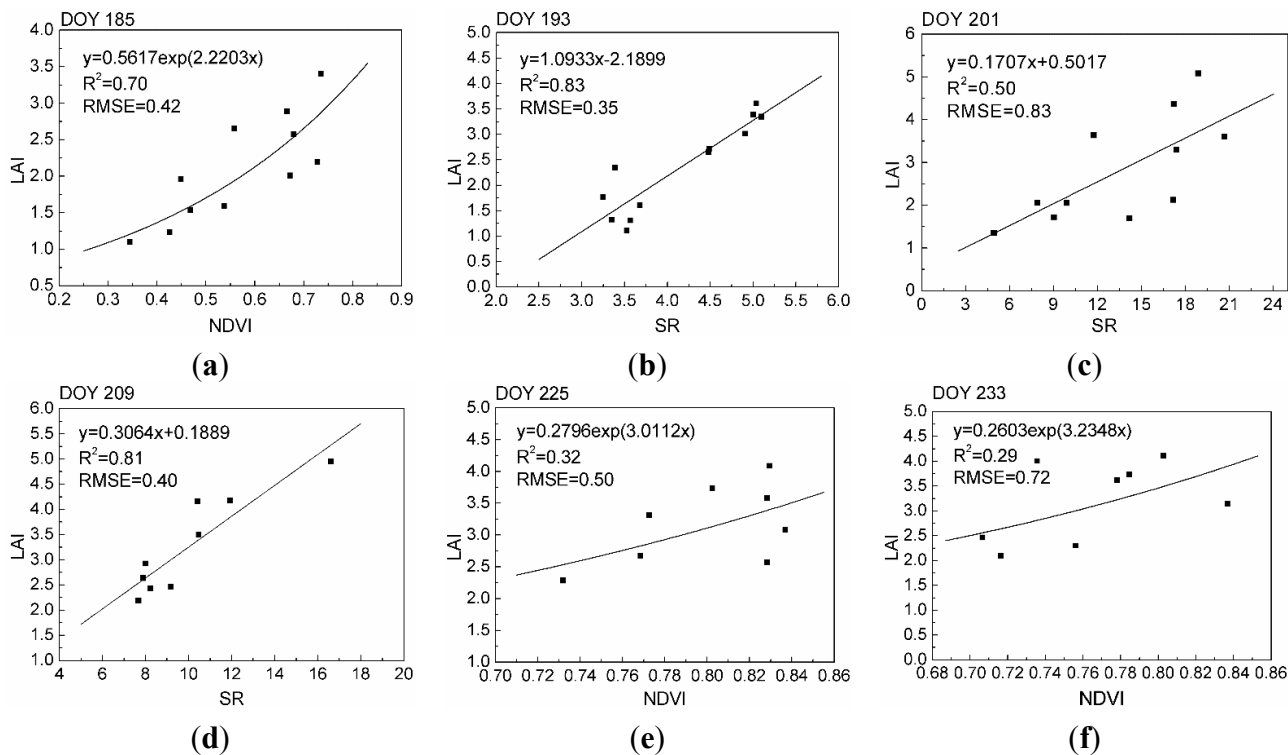 DOY 185
y=0.5617exp(2.2203x)
R²=0.70
RMSE=0.42
LAI
4.0
3.5
3.0
2.5
2.0
1.5
1.0
0.5
0.2 0.3 0.4 0.5 0.6 0.7 0.8 0.9
NDVI
(a)
DOY 193
y=1.0933x-2.1899
R²=0.83
RMSE=0.35
LAI
5.0
4.5
4.0
3.5
3.0
2.5
2.0
1.5
1.0
0.5
0.0
2.0 2.5 3.0 3.5 4.0 4.5 5.0 5.5 6.0
SR
(b)
DOY 201
y=0.1707x+0.5017
R²=0.50
RMSE=0.83
LAI
6
5
4
3
2
1
0
0 3 6 9 12 15 18 21 24
SR
(c)
DOY 209
y=0.3064x+0.1889
R²=0.81
RMSE=0.40
LAI
6.0
5.5
5.0
4.5
4.0
3.5
3.0
2.5
2.0
1.5
1.0
4 6 8 10 12 14 16 18 20
SR
(d)
DOY 225
y=0.2796exp(3.0112x)
R²=0.32
RMSE=0.50
LAI
5.0
4.5
4.0
3.5
3.0
2.5
2.0
1.5
1.0
0.70 0.72 0.74 0.76 0.78 0.80 0.82 0.84 0.86
NDVI
(e)
DOY 233
y=0.2603exp(3.2348x)
R²=0.29
RMSE=0.72
LAI
5.0
4.5
4.0
3.5
3.0
2.5
2.0
1.5
1.0
0.5
0.0
0.68 0.70 0.72 0.74 0.76 0.78 0.80 0.82 0.84 0.86
NDVI
(f)